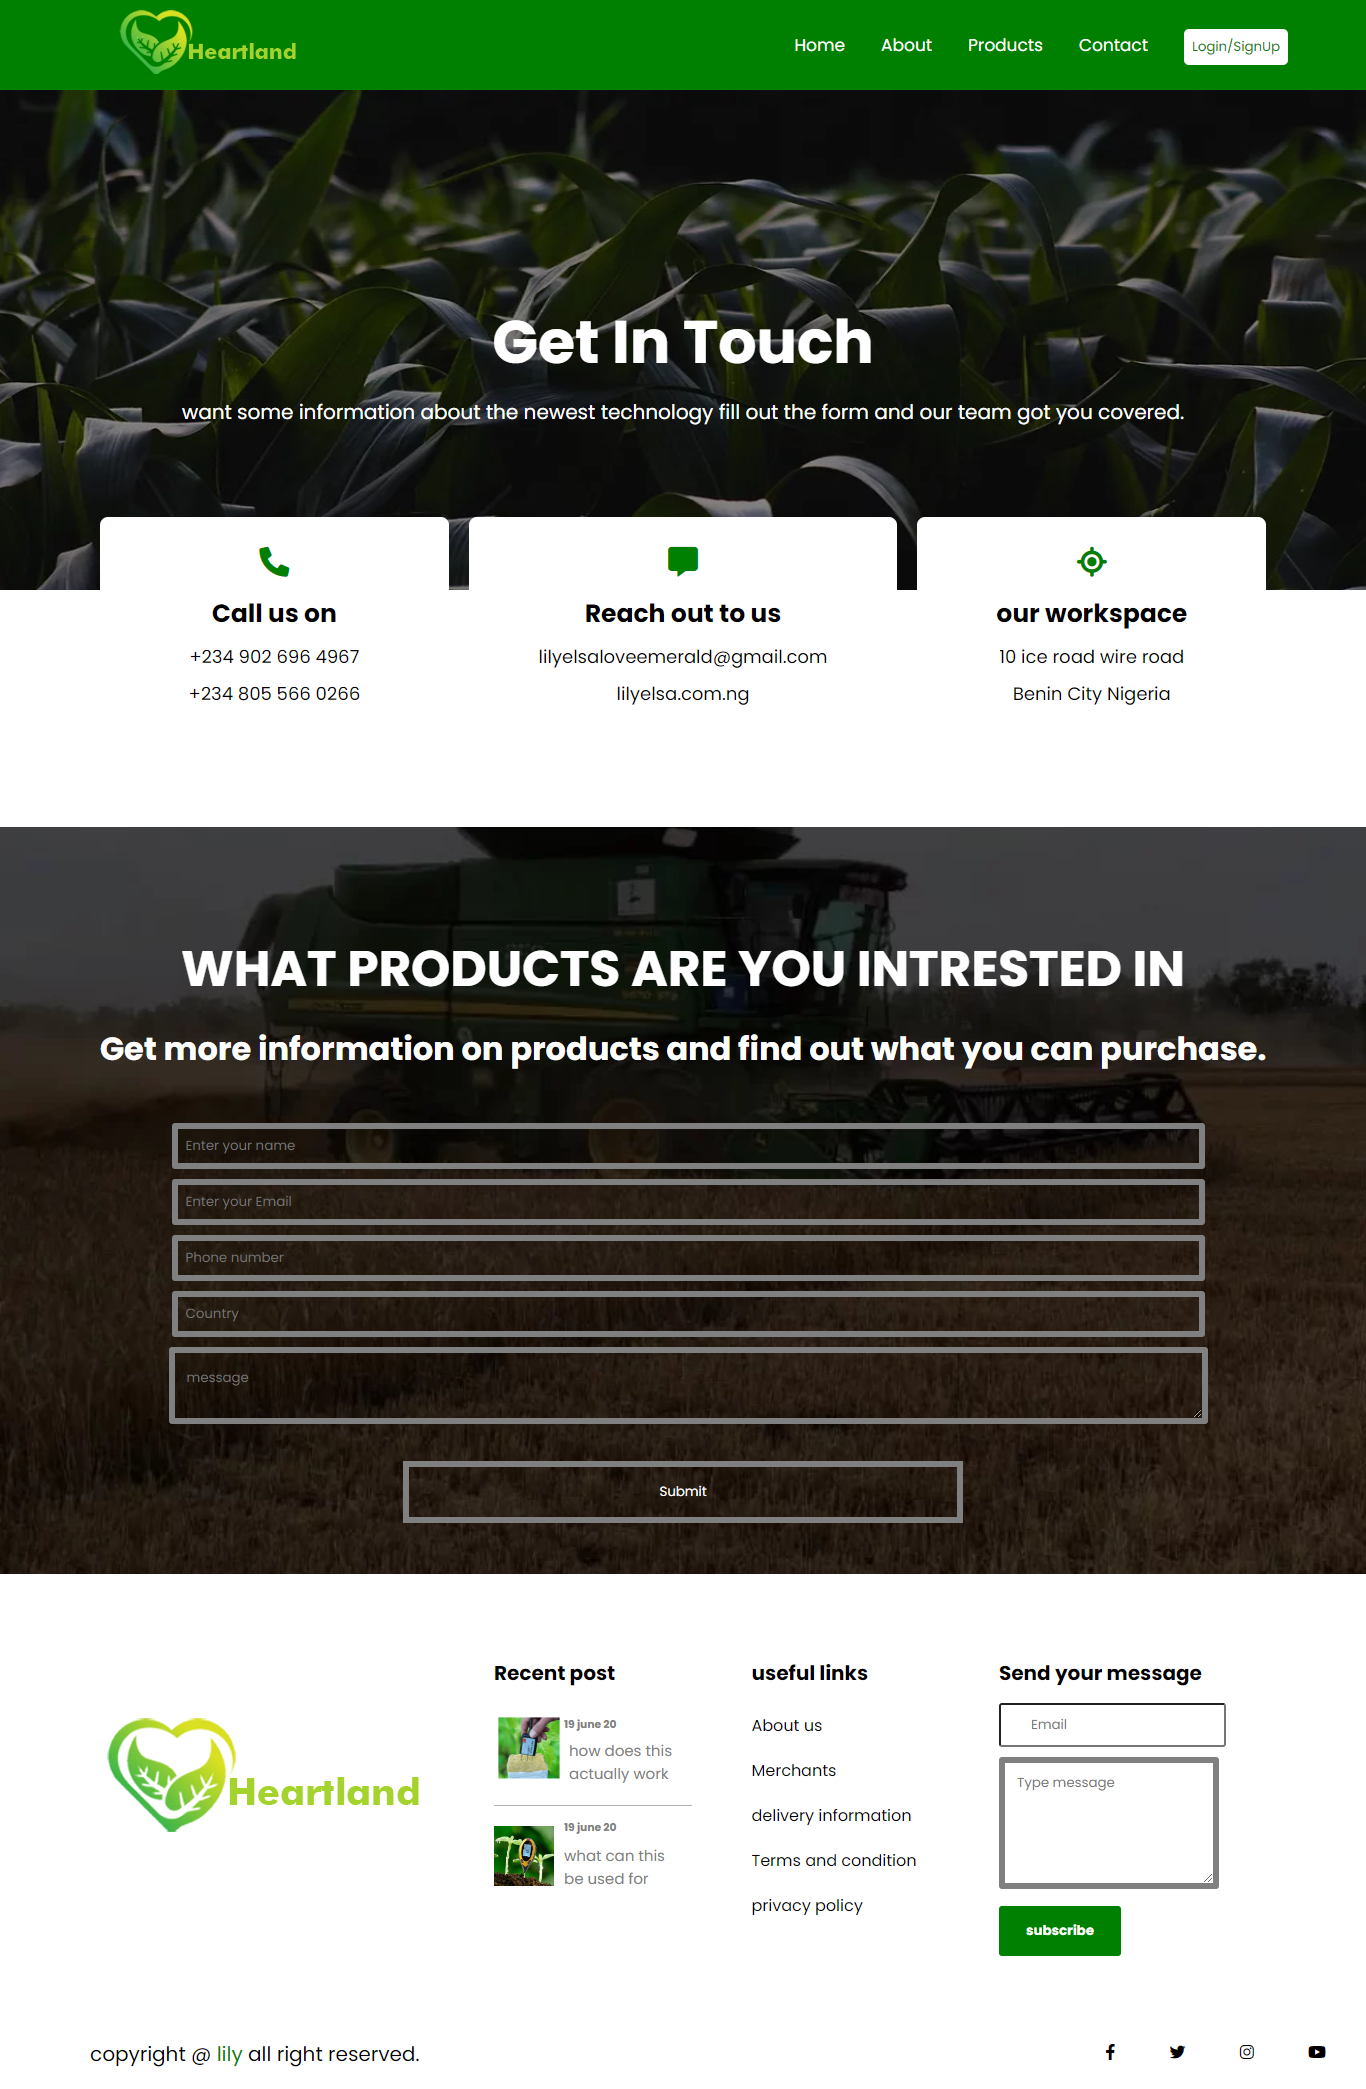 Heartland
Home
About
Products
Contact
Login/SignUp
Get In Touch
want some information about the newest technology fill out the form and our team got you covered.
Call us on
+234 902 696 4967
+234 805 566 0266
Reach out to us
lilyelsaloveemerald@gmail.com
lilyelsa.com.ng
our workspace
10 ice road wire road
Benin City Nigeria
WHAT PRODUCTS ARE YOU INTRESTED IN
Get more information on products and find out what you can purchase.
Enter your name
Enter your Email
Phone number
Country
message
Submit
Heartland
Recent post
19 june 20
how does this
actually work
19 june 20
what can this
be used for
useful links
About us
Merchants
delivery information
Terms and condition
privacy policy
Send your message
Email
Type message
subscribe
copyright @ lily all right reserved.